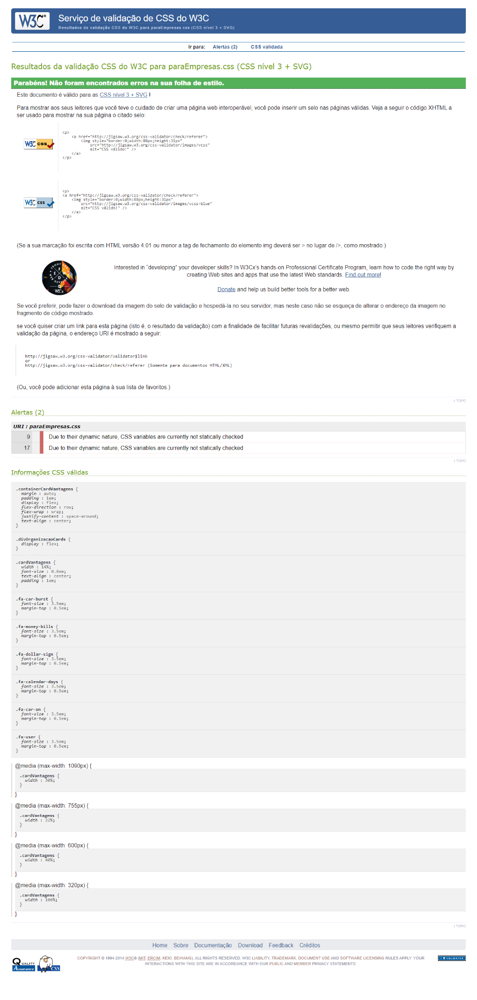 W3C®
Serviço de validação de CSS do W3C
Resultados da validação CSS do W3C para paraEmpresas.css (CSS nível 3 + SVG)
Ir para: Alertas (2) CSS validada
Resultados da validação CSS do W3C para paraEmpresas.css (CSS nível 3 + SVG)
Parabéns! Não foram encontrados erros na sua folha de estilo.
Este documento é válido para as CSS nível 3 + SVG !
Para mostrar aos seus leitores que você teve o cuidado de criar uma página web interoperável, você pode inserir um selo nas páginas válidas. Veja a seguir o código XHTML a
ser usado para mostrar na sua página o citado selo:
W3C css
<p>
<a href="http://jigsaw.w3.org/css-validator/check/referer">
<img style="border:0;width:88px;height:31px"
src="http://jigsaw.w3.org/css-validator/images/vcss"
alt="CSS válido!" />
</a>
</p>
W3C css
<p>
<a href="http://jigsaw.w3.org/css-validator/check/referer">
<img style="border:0;width:88px;height:31px"
src="http://jigsaw.w3.org/css-validator/images/vcss-blue"
alt="CSS válido!" />
</a>
</p>
(Se a sua marcação foi escrita com HTML versão 4.01 ou menor a tag de fechamento do elemento img deverá ser > no lugar de />, como mostrado.)
FRONT END
F E W D
W3Cx
Interested in “developing” your developer skills? In W3Cx's hands-on Professional Certificate Program, learn how to code the right way by
creating Web sites and apps that use the latest Web standards. Find out more!
Donate and help us build better tools for a better web.
Se você preferir, pode fazer o download da imagem do selo de validação e hospedá-la no seu servidor, mas neste caso não se esqueça de alterar o endereço da imagem no
fragmento de código mostrado.
se você quiser criar um link para esta página (isto é, o resultado da validação) com a finalidade de facilitar futuras revalidações, ou mesmo permitir que seus leitores verifiquem a
validação da página, o endereço URI é mostrado a seguir:
http://jigsaw.w3.org/css-validator/validator$link
or
http://jigsaw.w3.org/css-validator/check/referer (Somente para documentos HTML/XML)
(Ou, você pode adicionar esta página à sua lista de favoritos.)
↑ TOPO
Alertas (2)
URI : paraEmpresas.css
9 Due to their dynamic nature, CSS variables are currently not statically checked
17 Due to their dynamic nature, CSS variables are currently not statically checked
↑ TOPO
Informações CSS válidas
.containerCardVantagens {
margin : auto;
padding : 1em;
display : flex;
flex-direction : row;
flex-wrap : wrap;
justify-content : space-around;
text-align : center;
}
.divOrganizacaoCards {
display : flex;
}
.cardVantagens {
width : 14%;
font-size : 0.8em;
text-align : center;
padding : 1em;
}
.fa-car-burst {
font-size : 3.5em;
margin-top : 0.5em;
}
.fa-money-bills {
font-size : 3.5em;
margin-top : 0.5em;
}
.fa-dollar-sign {
font-size : 3.5em;
margin-top : 0.5em;
}
.fa-calendar-days {
font-size : 3.5em;
margin-top : 0.5em;
}
.fa-car-on {
font-size : 3.5em;
margin-top : 0.5em;
}
.fa-user {
font-size : 3.5em;
margin-top : 0.5em;
}
@media (max-width: 1090px) {
.cardVantagens {
width : 30%;
}
}
@media (max-width: 755px) {
.cardVantagens {
width : 22%;
}
}
@media (max-width: 600px) {
.cardVantagens {
width : 40%;
}
}
@media (max-width: 320px) {
.cardVantagens {
width : 100%;
}
}
↑ TOPO
Home Sobre Documentação Download Feedback Créditos
QUALITY
Assurance
CSS
COPYRIGHT © 1994-2014 W3C® (MIT, ERCIM, KEIO, BEIHANG), ALL RIGHTS RESERVED. W3C LIABILITY, TRADEMARK, DOCUMENT USE AND SOFTWARE LICENSING RULES APPLY. YOUR
INTERACTIONS WITH THIS SITE ARE IN ACCORDANCE WITH OUR PUBLIC AND MEMBER PRIVACY STATEMENTS.
I ♥ VALIDATOR